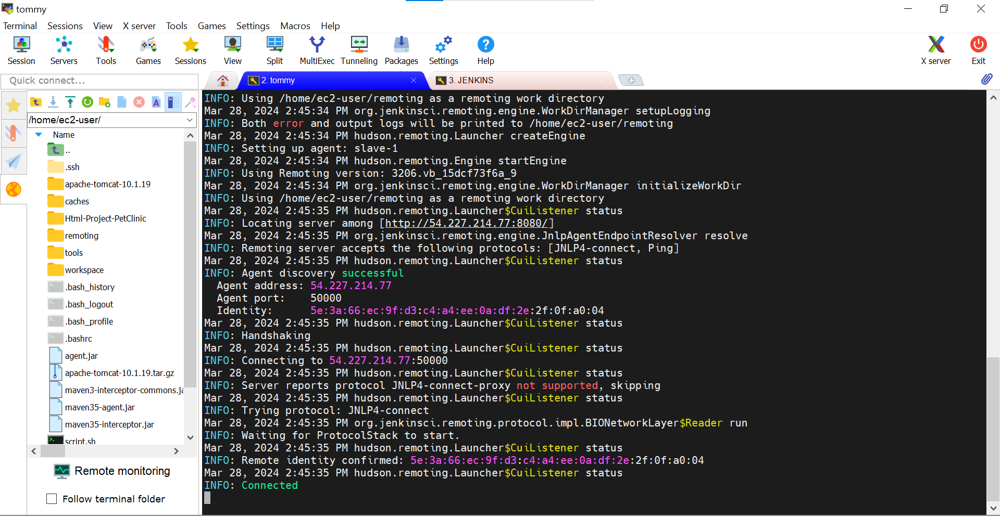 tommy
Terminal Sessions View X server Tools Games Settings Macros Help
Session Servers Tools Games Sessions View Split MultiExec Tunneling Packages Settings Help X server Exit
Quick connect...
2. tommy
3. JENKINS
/home/ec2-user/
Name
..
.ssh
apache-tomcat-10.1.19
caches
Html-Project-PetClinic
remoting
tools
workspace
.bash_history
.bash_logout
.bash_profile
.bashrc
agent.jar
apache-tomcat-10.1.19.tar.gz
maven3-interceptor-commons.ja
maven35-agent.jar
maven35-interceptor.jar
script.sh
Remote monitoring
Follow terminal folder
INFO: Using /home/ec2-user/remoting as a remoting work directory
Mar 28, 2024 2:45:34 PM org.jenkinsci.remoting.engine.WorkDirManager setupLogging
INFO: Both error and output logs will be printed to /home/ec2-user/remoting
Mar 28, 2024 2:45:34 PM hudson.remoting.Launcher createEngine
INFO: Setting up agent: slave-1
Mar 28, 2024 2:45:34 PM hudson.remoting.Engine startEngine
INFO: Using Remoting version: 3206.vb_15dcf73f6a_9
Mar 28, 2024 2:45:34 PM org.jenkinsci.remoting.engine.WorkDirManager initializeWorkDir
INFO: Using /home/ec2-user/remoting as a remoting work directory
Mar 28, 2024 2:45:35 PM hudson.remoting.Launcher$CuiListener status
INFO: Locating server among [http://54.227.214.77:8080/]
Mar 28, 2024 2:45:35 PM org.jenkinsci.remoting.engine.JnlpAgentEndpointResolver resolve
INFO: Remoting server accepts the following protocols: [JNLP4-connect, Ping]
Mar 28, 2024 2:45:35 PM hudson.remoting.Launcher$CuiListener status
INFO: Agent discovery successful
Agent address: 54.227.214.77
Agent port: 50000
Identity: 5e:3a:66:ec:9f:d3:c4:a4:ee:0a:df:2e:2f:0f:a0:04
Mar 28, 2024 2:45:35 PM hudson.remoting.Launcher$CuiListener status
INFO: Handshaking
Mar 28, 2024 2:45:35 PM hudson.remoting.Launcher$CuiListener status
INFO: Connecting to 54.227.214.77:50000
Mar 28, 2024 2:45:35 PM hudson.remoting.Launcher$CuiListener status
INFO: Server reports protocol JNLP4-connect-proxy not supported, skipping
Mar 28, 2024 2:45:35 PM hudson.remoting.Launcher$CuiListener status
INFO: Trying protocol: JNLP4-connect
Mar 28, 2024 2:45:35 PM org.jenkinsci.remoting.protocol.impl.BIONetworkLayer$Reader run
INFO: Waiting for ProtocolStack to start.
Mar 28, 2024 2:45:35 PM hudson.remoting.Launcher$CuiListener status
INFO: Remote identity confirmed: 5e:3a:66:ec:9f:d3:c4:a4:ee:0a:df:2e:2f:0f:a0:04
Mar 28, 2024 2:45:35 PM hudson.remoting.Launcher$CuiListener status
INFO: Connected